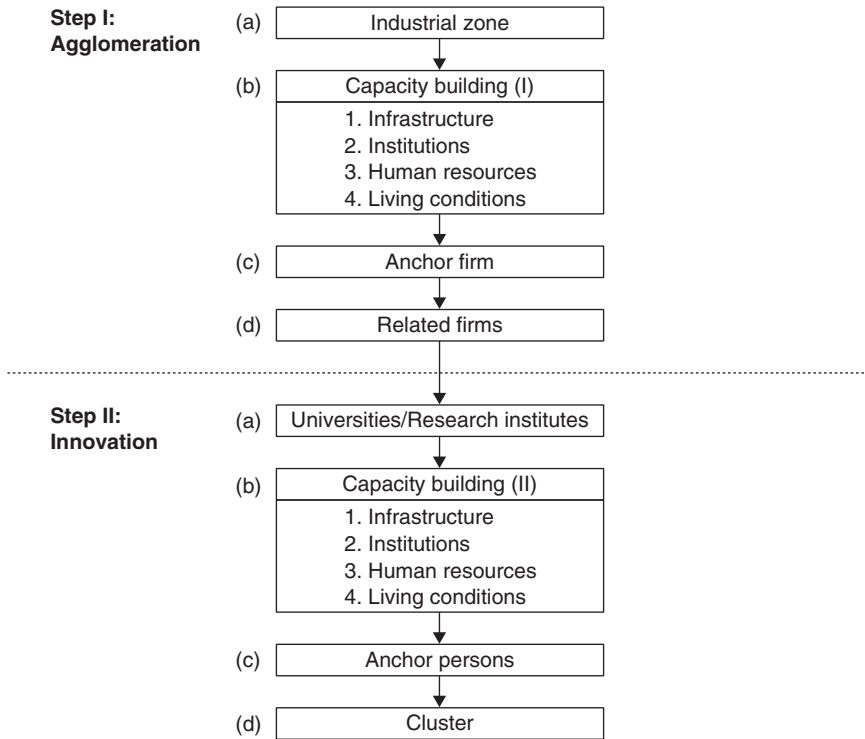 Step I:
Agglomeration
(a)
Industrial zone
(b)
Capacity building (I)
1. Infrastructure
2. Institutions
3. Human resources
4. Living conditions
(c)
Anchor firm
(d)
Related firms
Step II:
Innovation
(a)
Universities/Research institutes
(b)
Capacity building (II)
1. Infrastructure
2. Institutions
3. Human resources
4. Living conditions
(c)
Anchor persons
(d)
Cluster